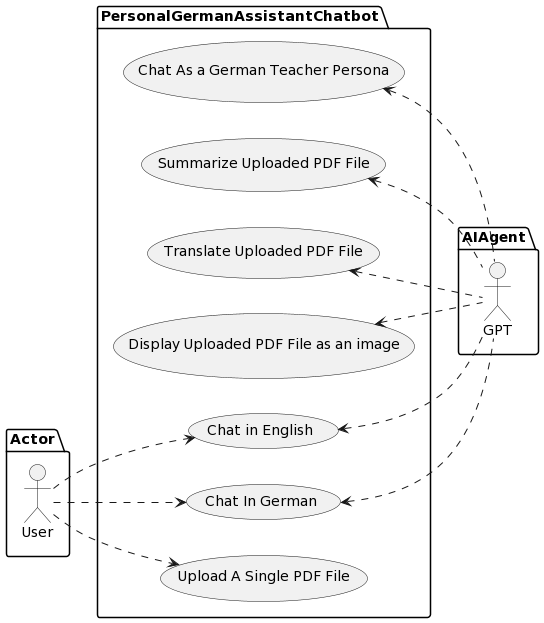 PersonalGermanAssistantChatbot
Chat As a German Teacher Persona
Summarize Uploaded PDF File
Translate Uploaded PDF File
Display Uploaded PDF File as an image
Chat in English
Chat In German
Upload A Single PDF File
AIAgent
GPT
Actor
User